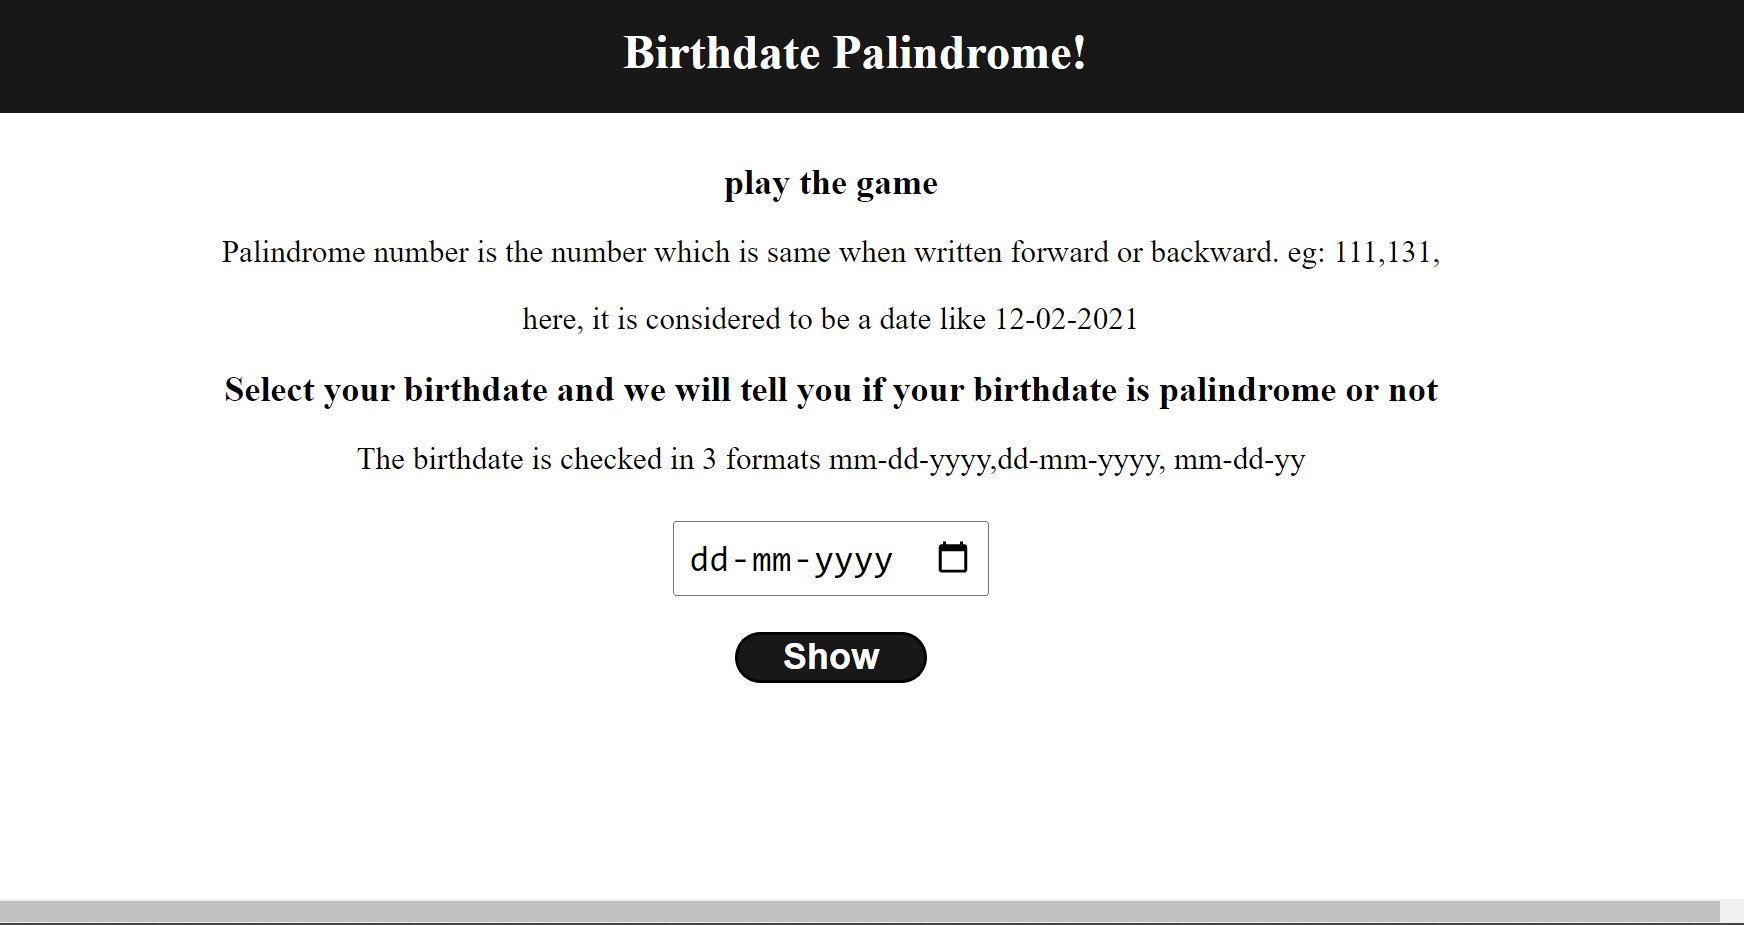 Birthdate Palindrome!
play the game
Palindrome number is the number which is same when written forward or backward. eg: 111,131,
here, it is considered to be a date like 12-02-2021
Select your birthdate and we will tell you if your birthdate is palindrome or not
The birthdate is checked in 3 formats mm-dd-yyyy,dd-mm-yyyy, mm-dd-yy
dd-mm-yyyy
Show